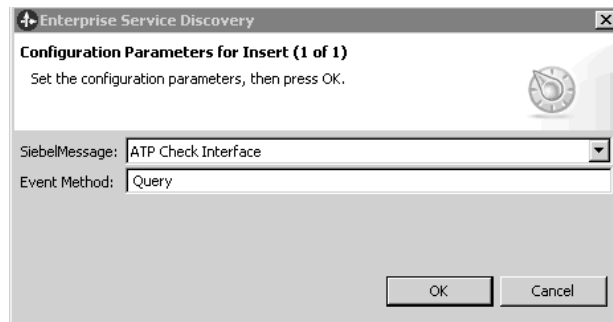 Enterprise Service Discovery
Configuration Parameters for Insert (1 of 1)
Set the configuration parameters, then press OK.
SiebelMessage: ATP Check Interface
Event Method: Query
OK Cancel